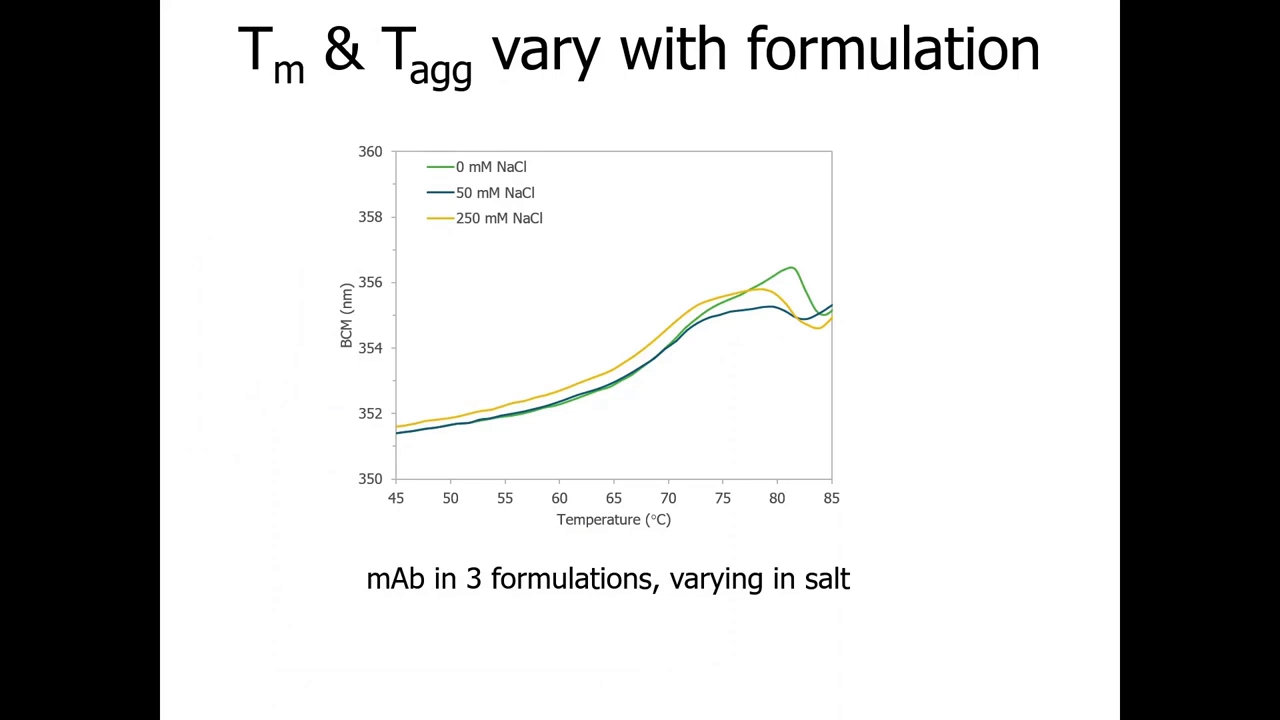 Tm & Tagg vary with formulation
360
0 mM NaCl
50 mM NaCl
358
250 mM NaCl
356
BCM (nm)
354
352
350
45 50 55 60 65 70 75 80 85
Temperature (°C)
mAb in 3 formulations, varying in salt